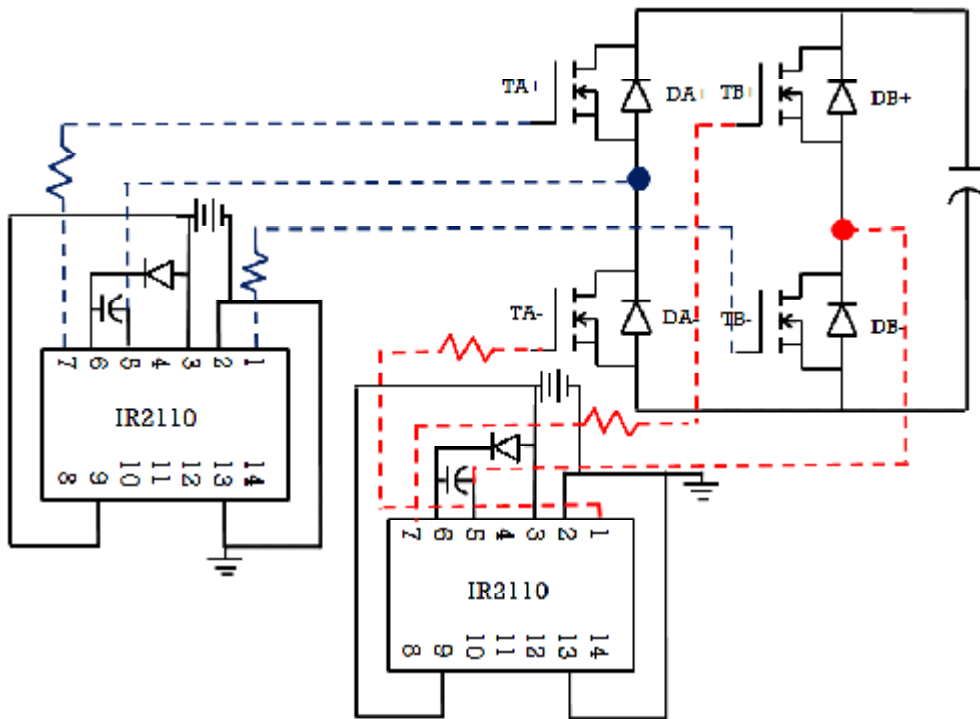 TA+
DA+
TB+
DB+
TA-
DA-
TB-
DB-
7 6 5 4 3 2 1
IR2110
8 9 10 11 12 13 14
7 6 5 4 3 2 1
IR2110
8 9 10 11 12 13 14